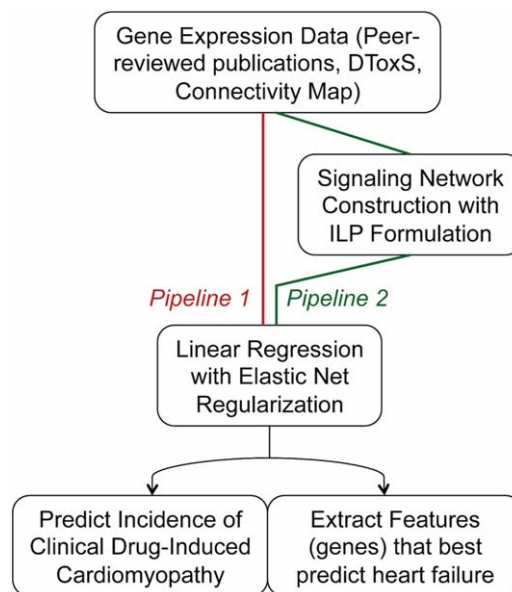 Gene Expression Data (Peer-
reviewed publications, DToxS,
Connectivity Map)
Signaling Network
Construction with
ILP Formulation
Pipeline 1
Pipeline 2
Linear Regression
with Elastic Net
Regularization
Predict Incidence of
Clinical Drug-Induced
Cardiomyopathy
Extract Features
(genes) that best
predict heart failure